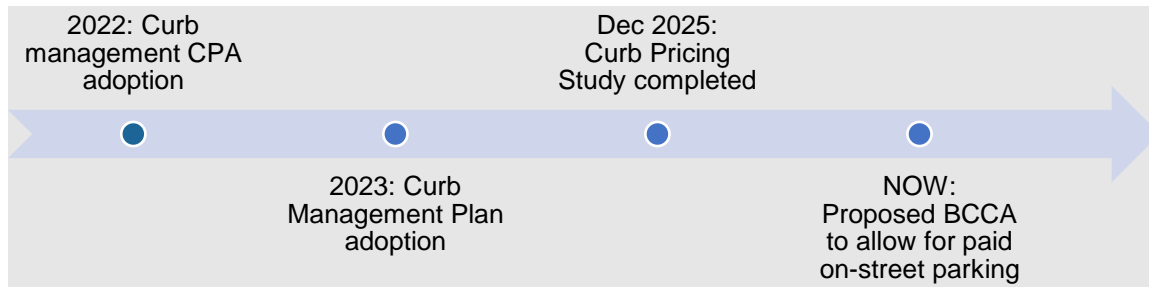 2022: Curb
management CPA
adoption
2023: Curb
Management Plan
adoption
Dec 2025:
Curb Pricing
Study completed
NOW:
Proposed BCCA
to allow for paid
on-street parking